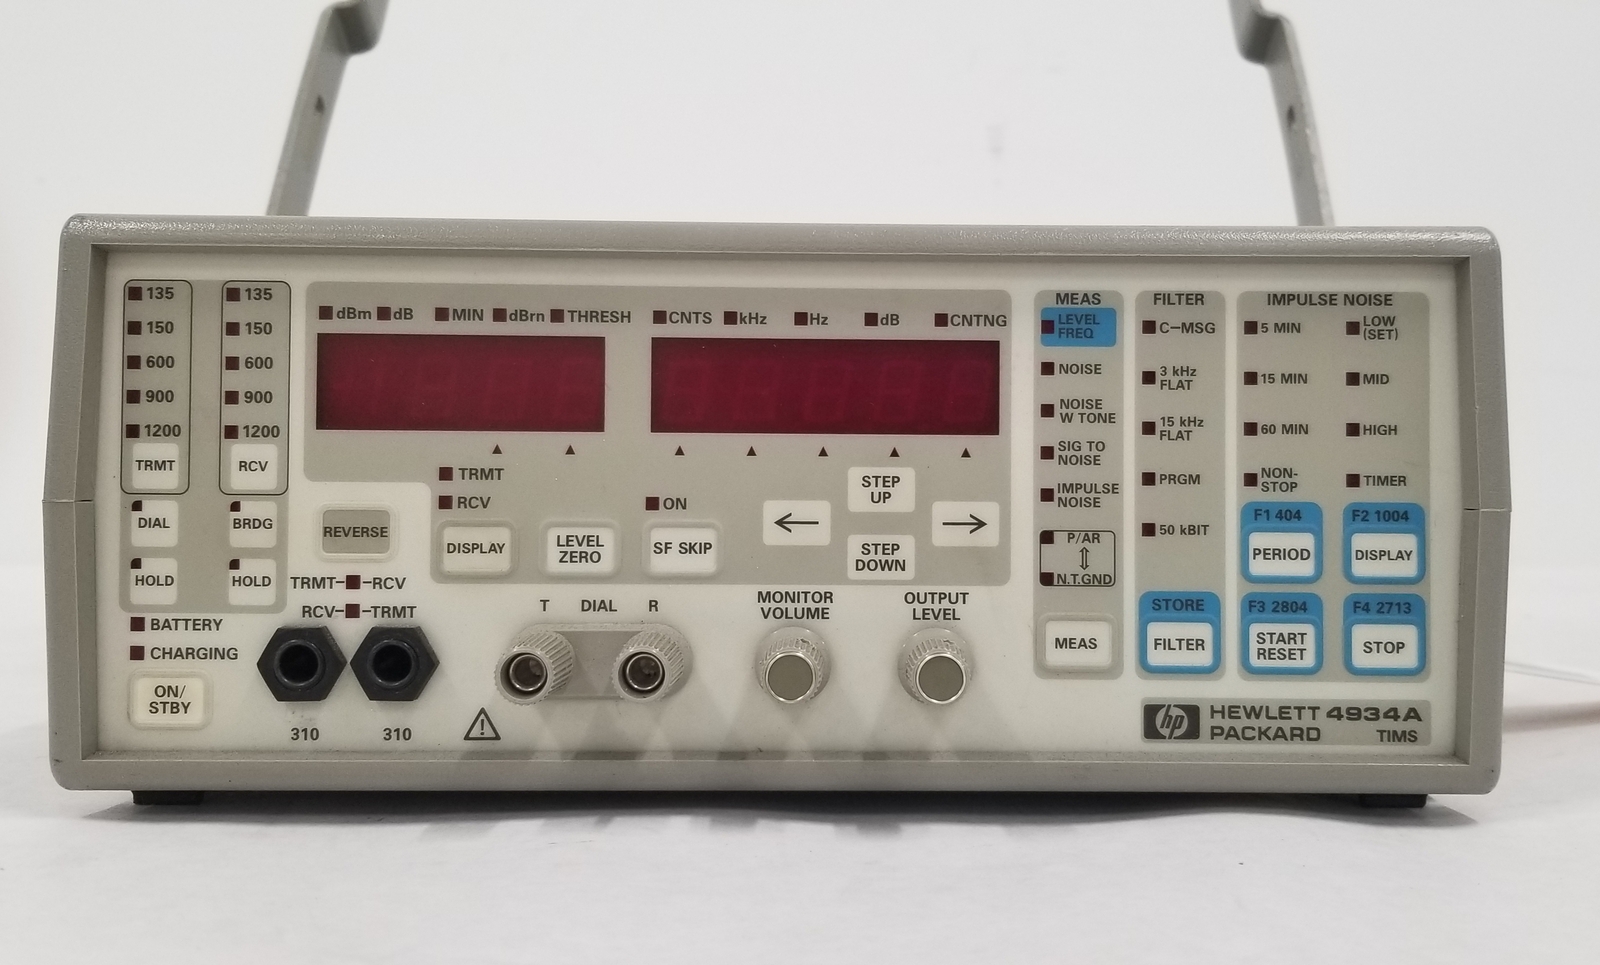 135
150
600
900
1200
TRMT
DIAL
HOLD
135
150
600
900
1200
RCV
BRDG
HOLD
BATTERY
CHARGING
ON/
STBY
dBm dB MIN dBrn THRESH
CNTS kHz Hz dB CNTNG
REVERSE
TRMT- -RCV
RCV- -TRMT
310
310
TRMT
RCV
DISPLAY
LEVEL
ZERO
ON
SF SKIP
←
STEP
UP
STEP
DOWN
→
T DIAL R
MONITOR
VOLUME
OUTPUT
LEVEL
MEAS
LEVEL
FREQ
NOISE
NOISE
W TONE
SIG TO
NOISE
IMPULSE
NOISE
P/AR
N.T.GND
MEAS
FILTER
C-MSG
3 kHz
FLAT
15 kHz
FLAT
PRGM
50 kBIT
STORE
FILTER
IMPULSE NOISE
5 MIN
15 MIN
60 MIN
NON-
STOP
LOW
(SET)
MID
HIGH
TIMER
F1 404
PERIOD
F2 1004
DISPLAY
F3 2804
START
RESET
F4 2713
STOP
hp
HEWLETT 4934A
PACKARD TIMS